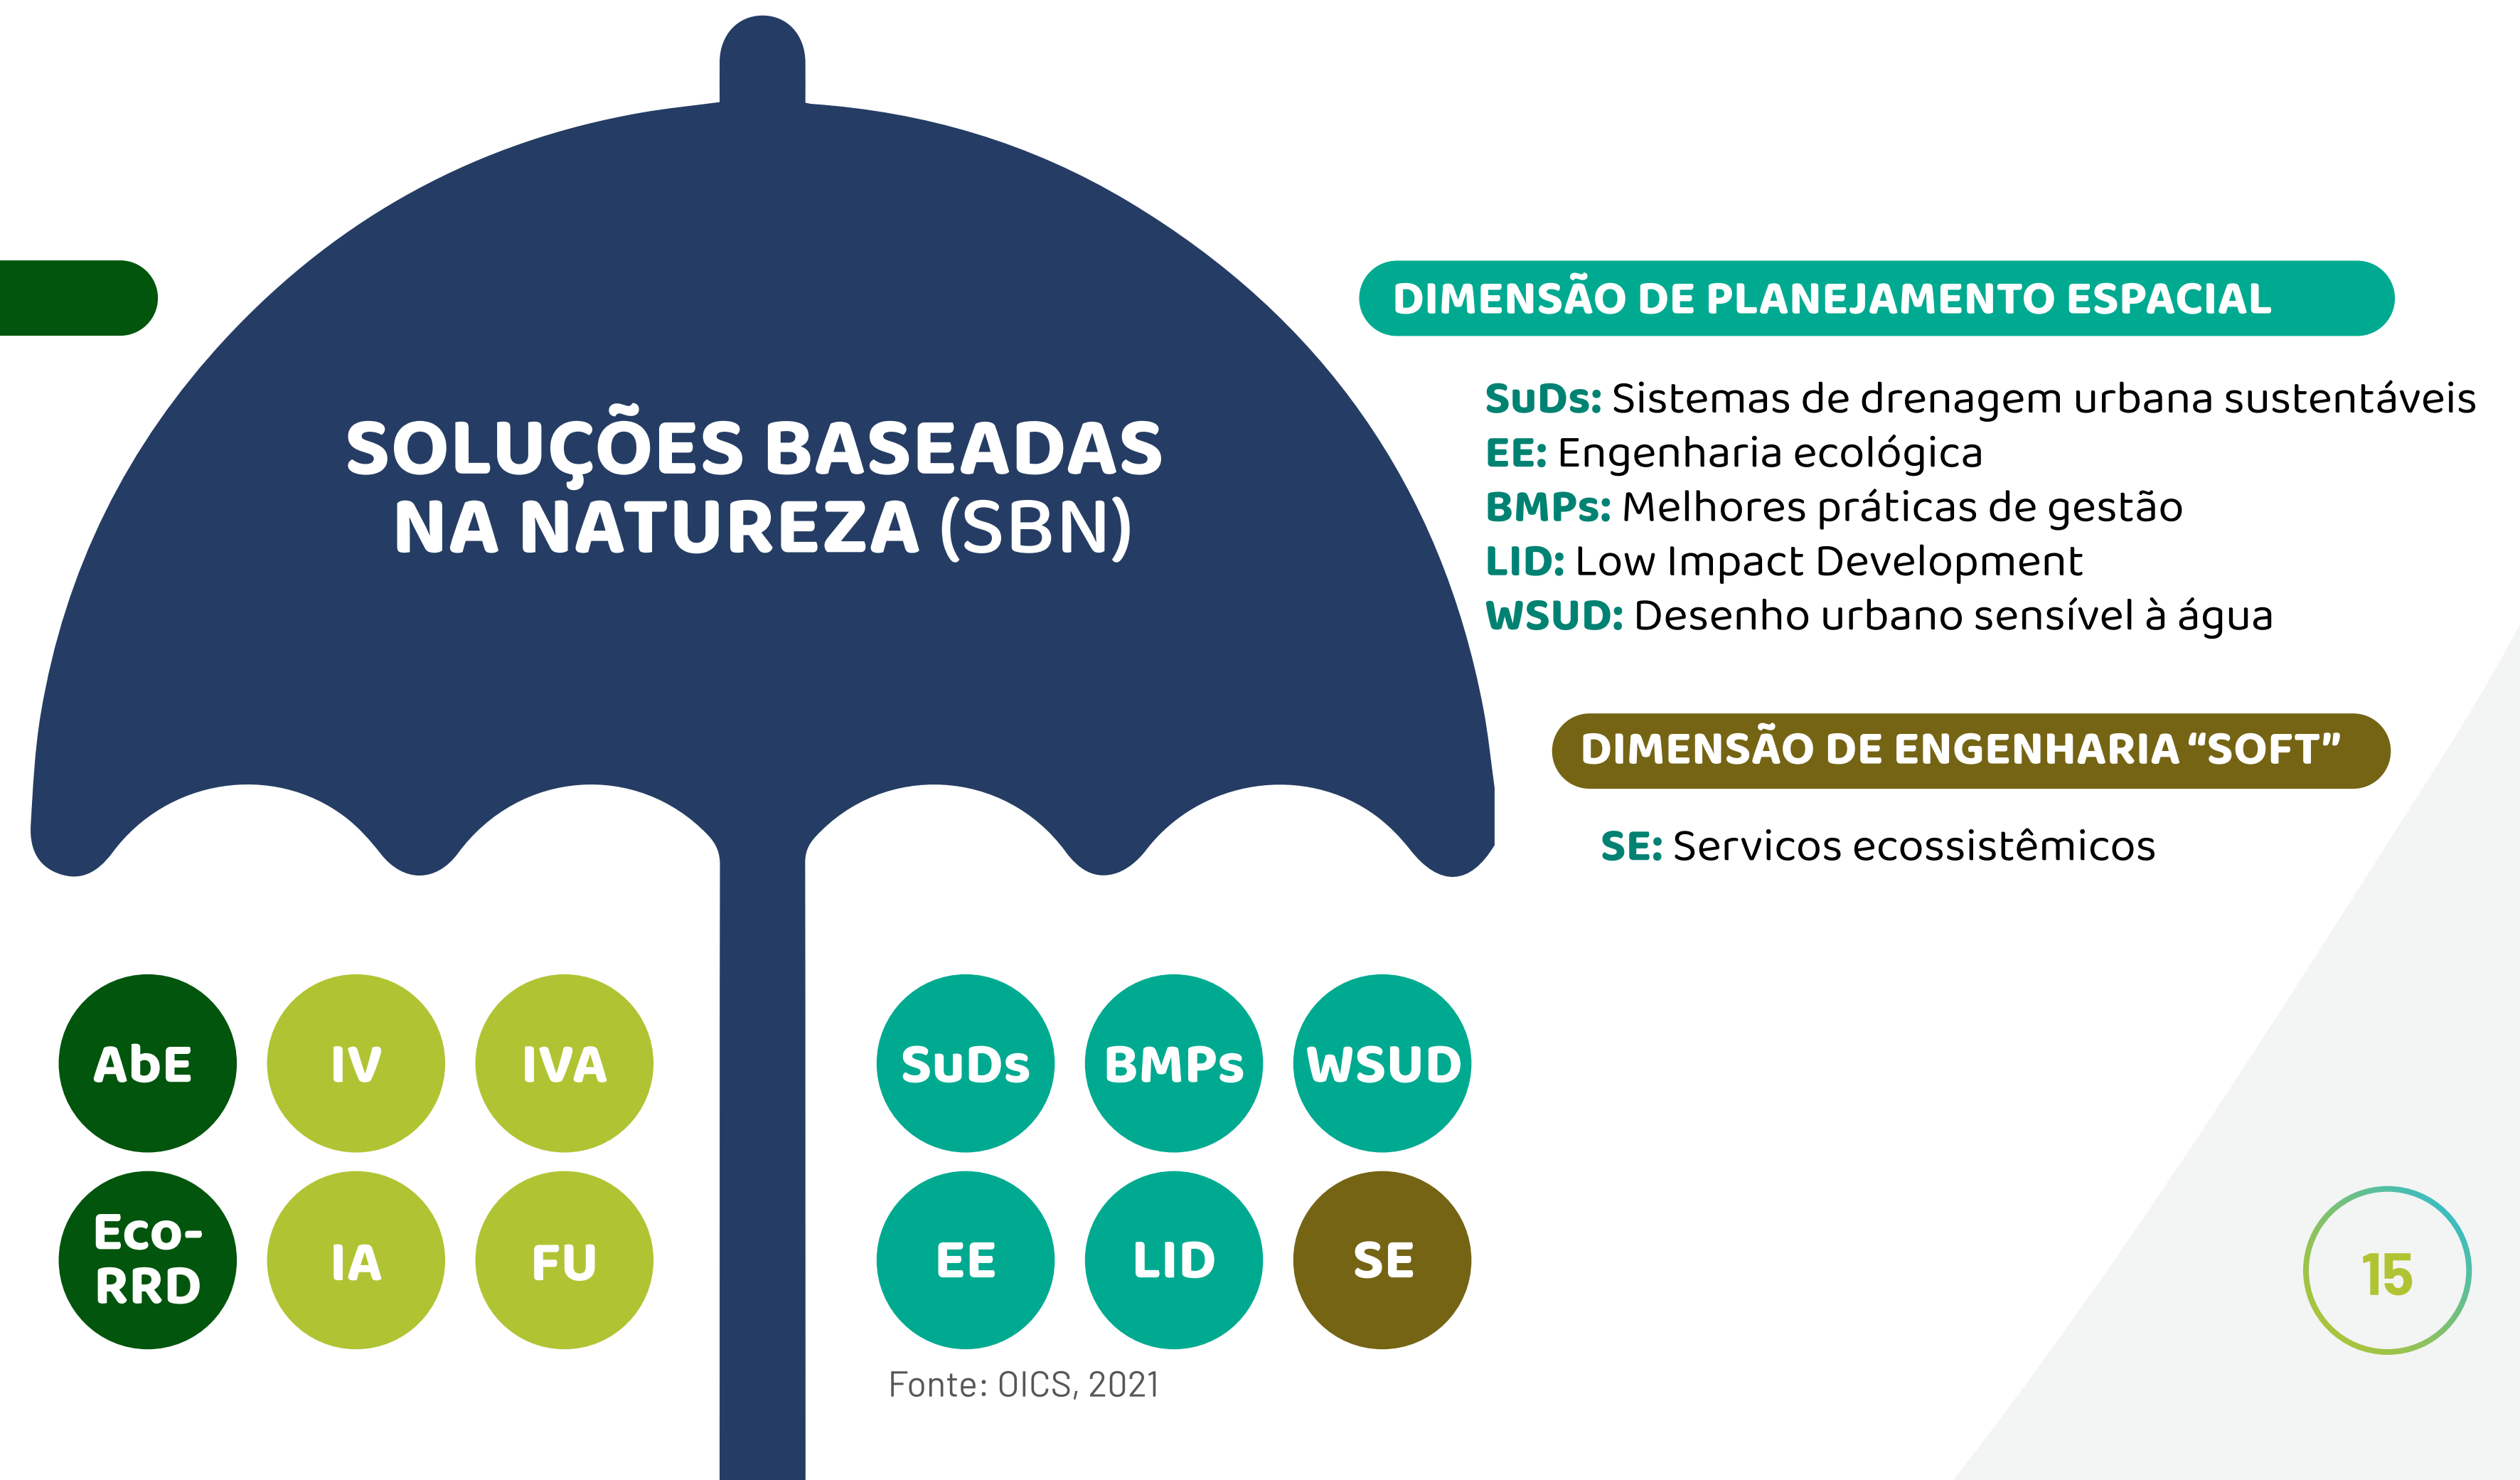 SOLUÇÕES BASEADAS
NA NATUREZA (SBN)
DIMENSÃO DE PLANEJAMENTO ESPACIAL
SuDs: Sistemas de drenagem urbana sustentáveis
EE: Engenharia ecológica
BMPs: Melhores práticas de gestão
LID: Low Impact Development
WSUD: Desenho urbano sensível à água
DIMENSÃO DE ENGENHARIA “SOFT”
SE: Servicos ecossistêmicos
AbE
IV
IVA
SuDs
BMPs
WSUD
Eco-
RRD
IA
FU
EE
LID
SE
Fonte: OICS, 2021
15